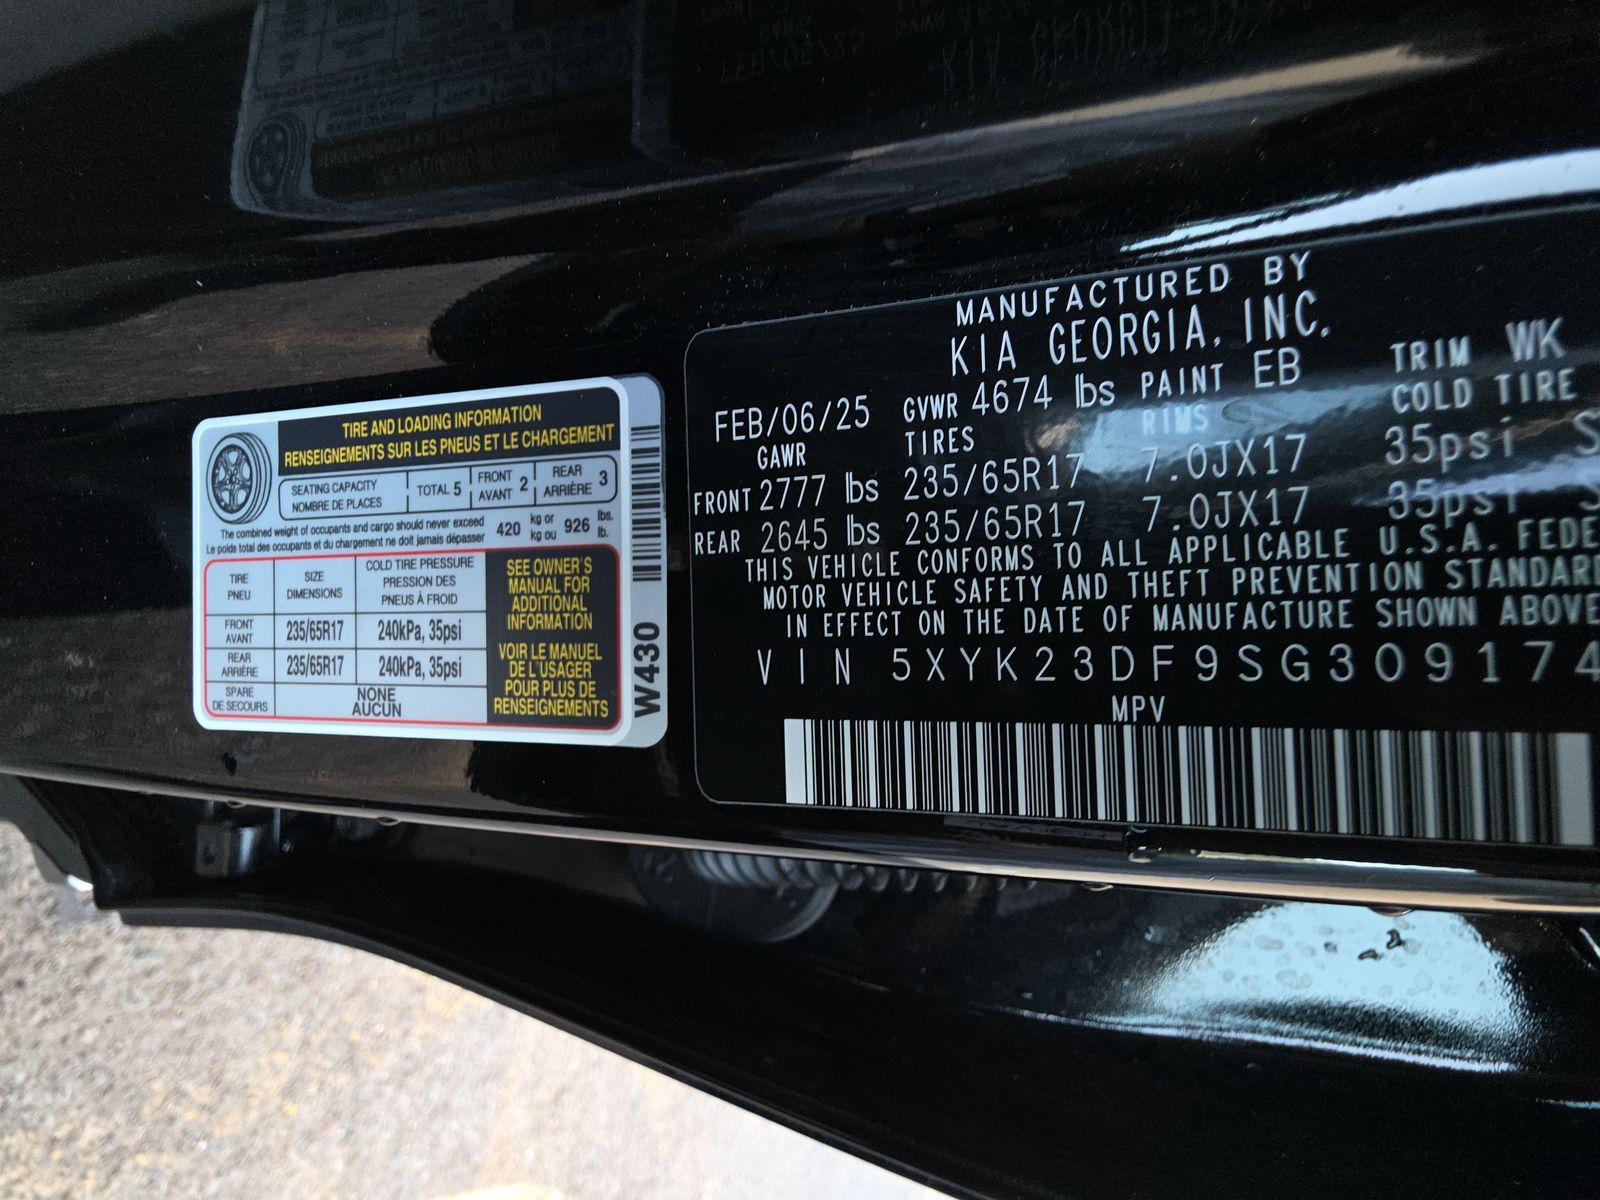 TIRE AND LOADING INFORMATION
RENSEIGNEMENTS SUR LES PNEUS ET LE CHARGEMENT
SEATING CAPACITY
NOMBRE DE PLACES
TOTAL 5
FRONT
AVANT 2
REAR
ARRIÈRE 3
The combined weight of occupants and cargo should never exceed
Le poids total des occupants et du chargement ne doit jamais dépasser
420 kg or 926 lbs.
kg ou lb.
TIRE
PNEU
SIZE
DIMENSIONS
COLD TIRE PRESSURE
PRESSION DES
PNEUS À FROID
FRONT
AVANT
235/65R17
240kPa, 35psi
REAR
ARRIÈRE
235/65R17
240kPa, 35psi
SPARE
DE SECOURS
NONE
AUCUN
SEE OWNER'S
MANUAL FOR
ADDITIONAL
INFORMATION
VOIR LE MANUEL
DE L'USAGER
POUR PLUS DE
RENSEIGNEMENTS
W430
MANUFACTURED BY
KIA GEORGIA, INC.
FEB/06/25 GVWR 4674 lbs PAINT EB TRIM WK
GAWR TIRES RIMS COLD TIRE
FRONT 2777 lbs 235/65R17 7.0JX17 35psi
REAR 2645 lbs 235/65R17 7.0JX17 35psi
THIS VEHICLE CONFORMS TO ALL APPLICABLE U.S.A. FEDE
MOTOR VEHICLE SAFETY AND THEFT PREVENTION STANDARD
IN EFFECT ON THE DATE OF MANUFACTURE SHOWN ABOVE
VIN 5XYK23DF9SG309174
MPV